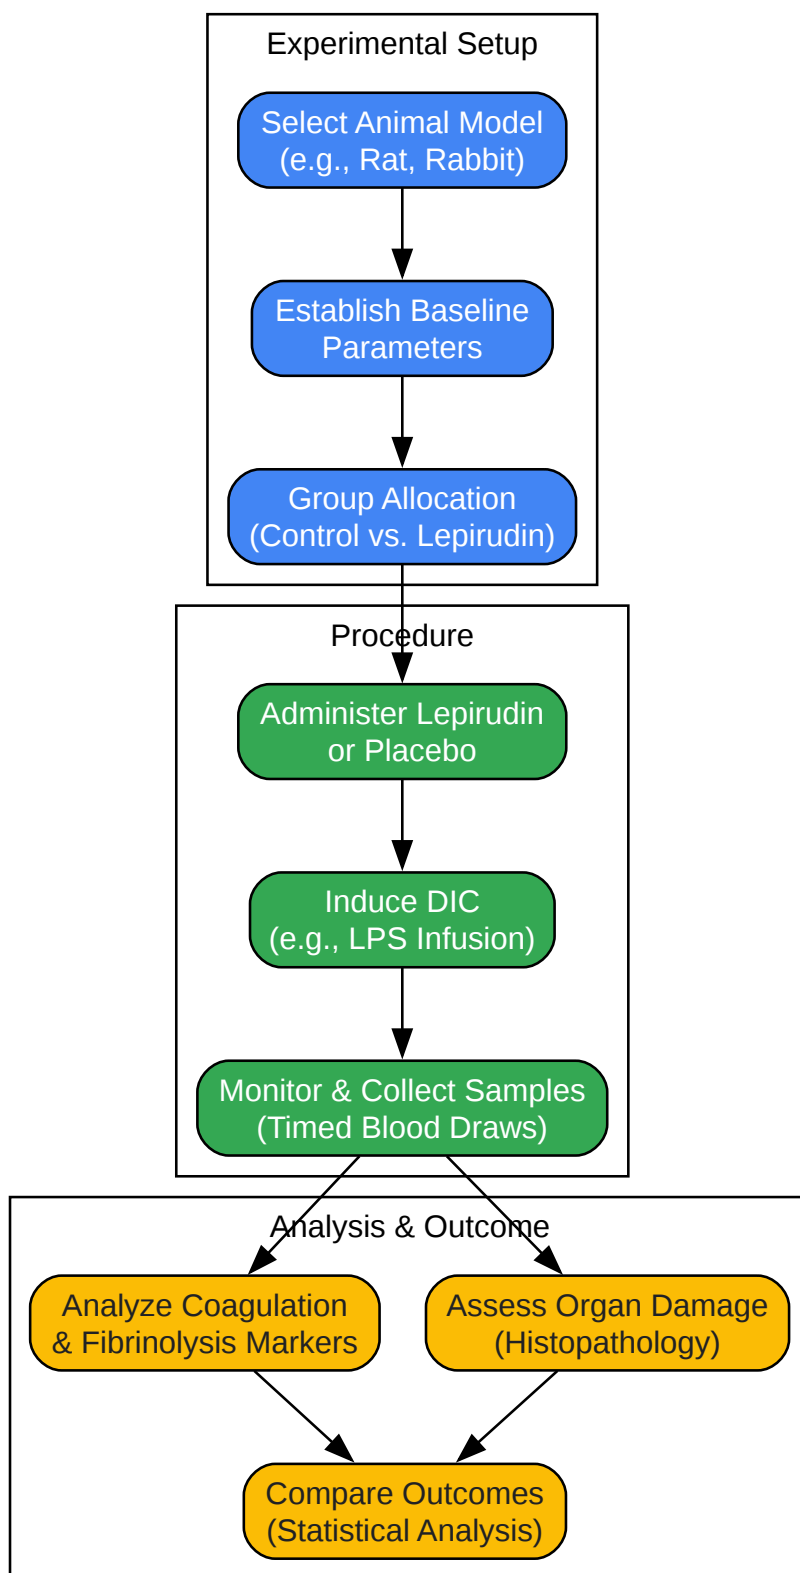 Experimental Setup
Select Animal Model
(e.g., Rat, Rabbit)
Establish Baseline
Parameters
Group Allocation
(Control vs. Lepirudin)
Procedure
Administer Lepirudin
or Placebo
Induce DIC
(e.g., LPS Infusion)
Monitor & Collect Samples
(Timed Blood Draws)
Analysis & Outcome
Analyze Coagulation
& Fibrinolysis Markers
Assess Organ Damage
(Histopathology)
Compare Outcomes
(Statistical Analysis)